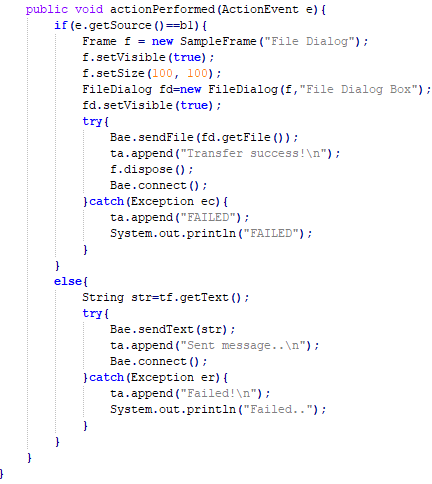 public void actionPerformed(ActionEvent e){
if(e.getSource()==bl){
Frame f = new SampleFrame("File Dialog");
f.setVisible(true);
f.setSize(100, 100);
FileDialog fd=new FileDialog(f,"File Dialog Box");
fd.setVisible(true);
try{
Bae.sendFile(fd.getFile());
ta.append("Transfer success!\n");
f.dispose();
Bae.connect();
}catch(Exception ec){
ta.append("FAILED");
System.out.println("FAILED");
}
}
else{
String str=tf.getText();
try{
Bae.sendText(str);
ta.append("Sent message..\n");
Bae.connect();
}catch(Exception er){
ta.append("Failed!\n");
System.out.println("Failed..");
}
}
}
}